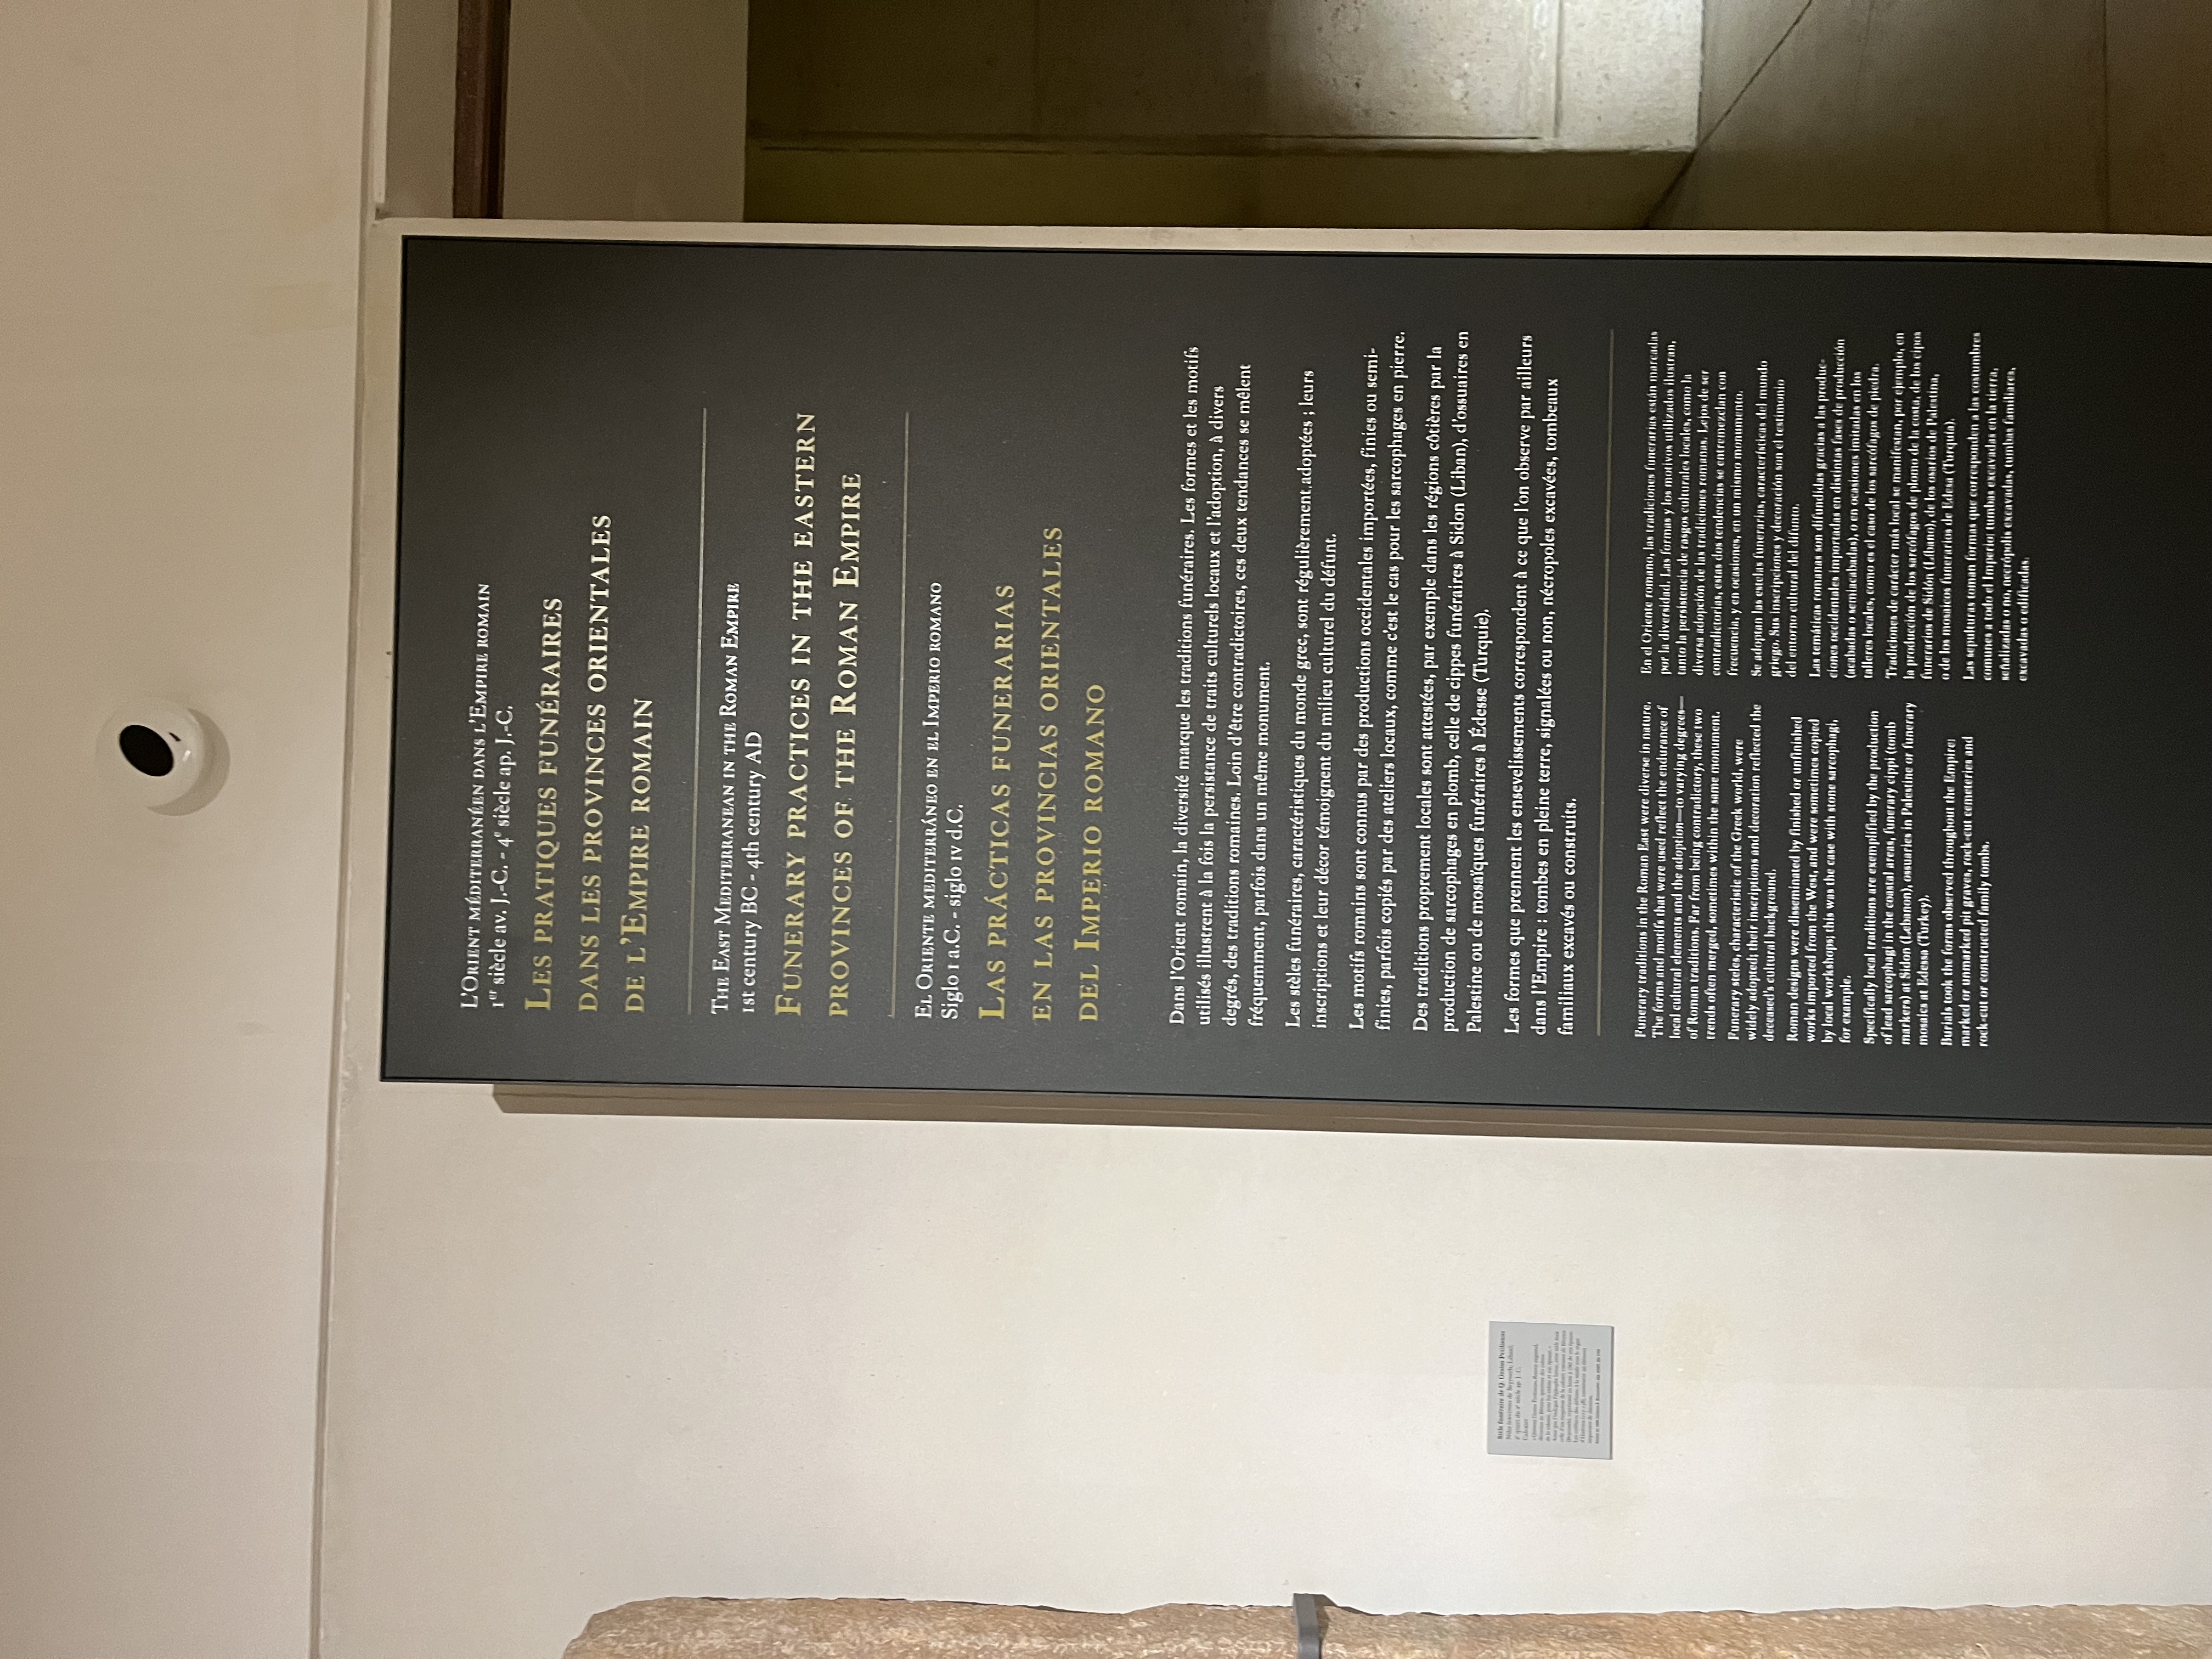 L'Orient méditerranéen dans l'Empire romain
1er siècle av. J.-C. - 4e siècle ap. J.-C.
Les pratiques funéraires
dans les provinces orientales
de l'Empire romain
The East Mediterranean in the Roman Empire
1st century BC - 4th century AD
Funerary practices in the eastern
provinces of the Roman Empire
El Oriente mediterráneo en el Imperio romano
Siglo I a.C. - siglo IV d.C.
Las prácticas funerarias
en las provincias orientales
del Imperio romano
Dans l'Orient romain, la diversité marque les traditions funéraires. Les formes et les motifs
utilisés illustrent à la fois la persistance de traits culturels locaux et l'adoption, à divers
degrés, des traditions romaines. Loin d'être contradictoires, ces deux tendances se mêlent
fréquemment, parfois dans un même monument.
Les stèles funéraires, caractéristiques du monde grec, sont régulièrement adoptées ; leurs
inscriptions et leur décor témoignent du milieu culturel du défunt.
Les motifs romains sont connus par des productions occidentales importées, finies ou semi-
finies, parfois copiés par des ateliers locaux, comme c'est le cas pour les sarcophages en pierre.
Des traditions proprement locales sont attestées, par exemple dans les régions côtières par la
production de sarcophages en plomb, celle de cippes funéraires à Sidon (Liban), d'ossuaires en
Palestine ou de mosaïques funéraires à Édesse (Turquie).
Les formes que prennent les ensevelissements correspondent à ce que l'on observe par ailleurs
dans l'Empire : tombes en pleine terre, signalées ou non, nécropoles excavées, tombeaux
familiaux excavés ou construits.
Funerary traditions in the Roman East were diverse in nature.
The forms and motifs that were used reflect the endurance of
local cultural elements and the adoption—to varying degrees—
of Roman traditions. Far from being contradictory, these two
trends often merged, sometimes within the same monument.
Funerary steles, characteristic of the Greek world, were
widely adopted; their inscriptions and decoration reflected the
deceased's cultural background.
Roman designs were disseminated by finished or unfinished
works imported from the West, and were sometimes copied
by local workshops; this was the case with stone sarcophagi,
for example.
Specifically local traditions are exemplified by the production
of lead sarcophagi in the coastal areas, funerary cippi (tomb
markers) at Sidon (Lebanon), ossuaries in Palestine or funerary
mosaics at Edessa (Turkey).
Burials took the forms observed throughout the Empire:
marked or unmarked pit graves, rock-cut cemeteries and
rock-cut or constructed family tombs.
En el Oriente romano, las tradiciones funerarias están marcadas
por la diversidad. Las formas y los motivos utilizados ilustran,
tanto la persistencia de rasgos culturales locales, como la
diversa adopción de las tradiciones romanas. Lejos de ser
contradictorias, estas dos tendencias se entremezclan con
frecuencia, y en ocasiones, en un mismo monumento.
Se adoptan las estelas funerarias, características del mundo
griego. Sus inscripciones y decoración son el testimonio
del entorno cultural del difunto.
Las temáticas romanas son difundidas gracias a las produc-
ciones occidentales importadas en distintas fases de producción
(acabadas o semiacabadas), o en ocasiones imitadas en los
talleres locales, como es el caso de los sarcófagos de piedra.
Tradiciones de carácter más local se manifestan, por ejemplo, en
la producción de los sarcófagos de plomo de la costa, de los cipos
funerarios de Sidón (Líbano), de los osarios de Palestina,
o de los mosaicos funerarios de Edesa (Turquía).
Las sepulturas toman formas que corresponden a las costumbres
comunes a todo el Imperio: tumbas excavadas en la tierra,
señalizadas o no, necrópolis excavadas, tumbas familiares,
excavadas o edificadas.
Stèle funéraire de Q.